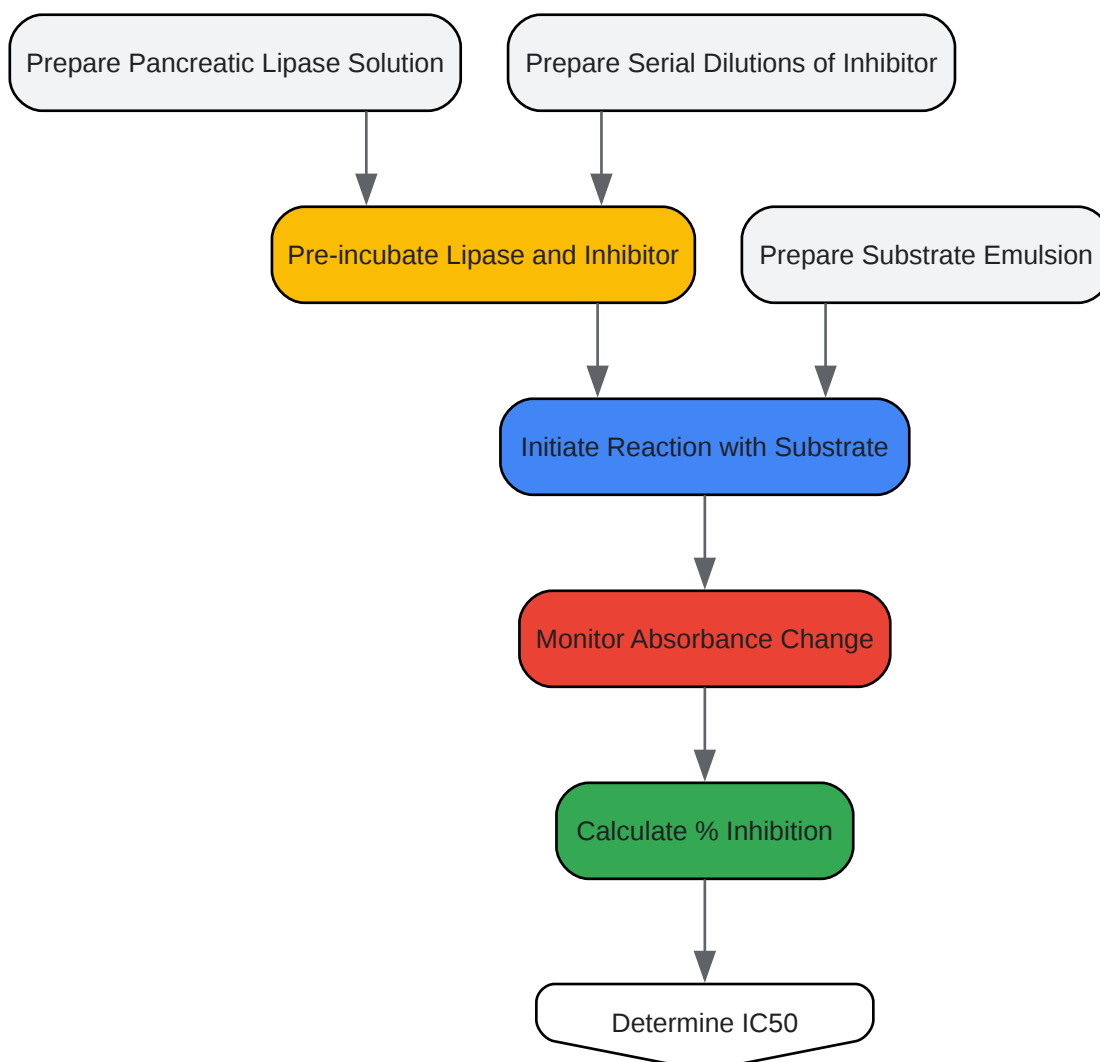 Prepare Pancreatic Lipase Solution
Prepare Serial Dilutions of Inhibitor
Pre-incubate Lipase and Inhibitor
Prepare Substrate Emulsion
Initiate Reaction with Substrate
Monitor Absorbance Change
Calculate % Inhibition
Determine IC50